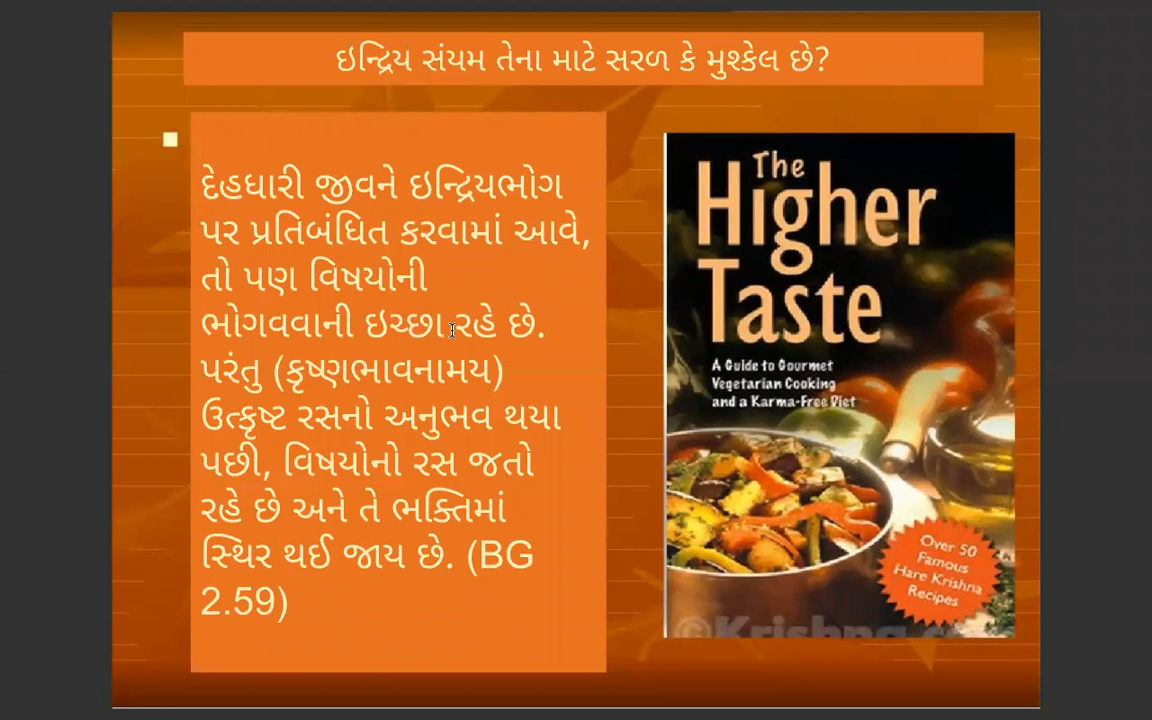 ઇન્દ્રિય સંયમ તેના માટે સરળ કે મુશ્કેલ છે?
દેહધારી જીવને ઇન્દ્રિયભોગ
પર પ્રતિબંધિત કરવામાં આવે,
તો પણ વિષયોની
ભોગવવાની ઇચ્છા રહે છે.
પરંતુ (કૃષ્ણભાવનામય)
ઉત્કૃષ્ટ રસનો અનુભવ થયા
પછી, વિષયોનો રસ જતો
રહે છે અને તે ભક્તિમાં
સ્થિર થઈ જાય છે. (BG
2.59)
The
Higher
Taste
A Guide to Gourmet
Vegetarian Cooking
and a Karma-Free Diet
Over 50
Famous
Hare Krishna
Recipes